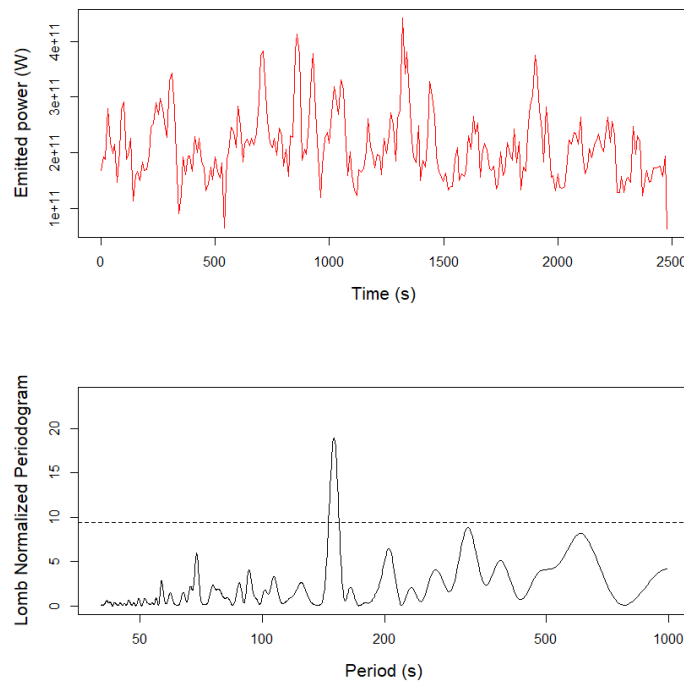 Emitted power (W)
4e+11
3e+11
2e+11
1e+11
0 500 1000 1500 2000 2500
Time (s)
Lomb Normalized Periodogram
20
15
10
5
0
50 100 200 500 1000
Period (s)